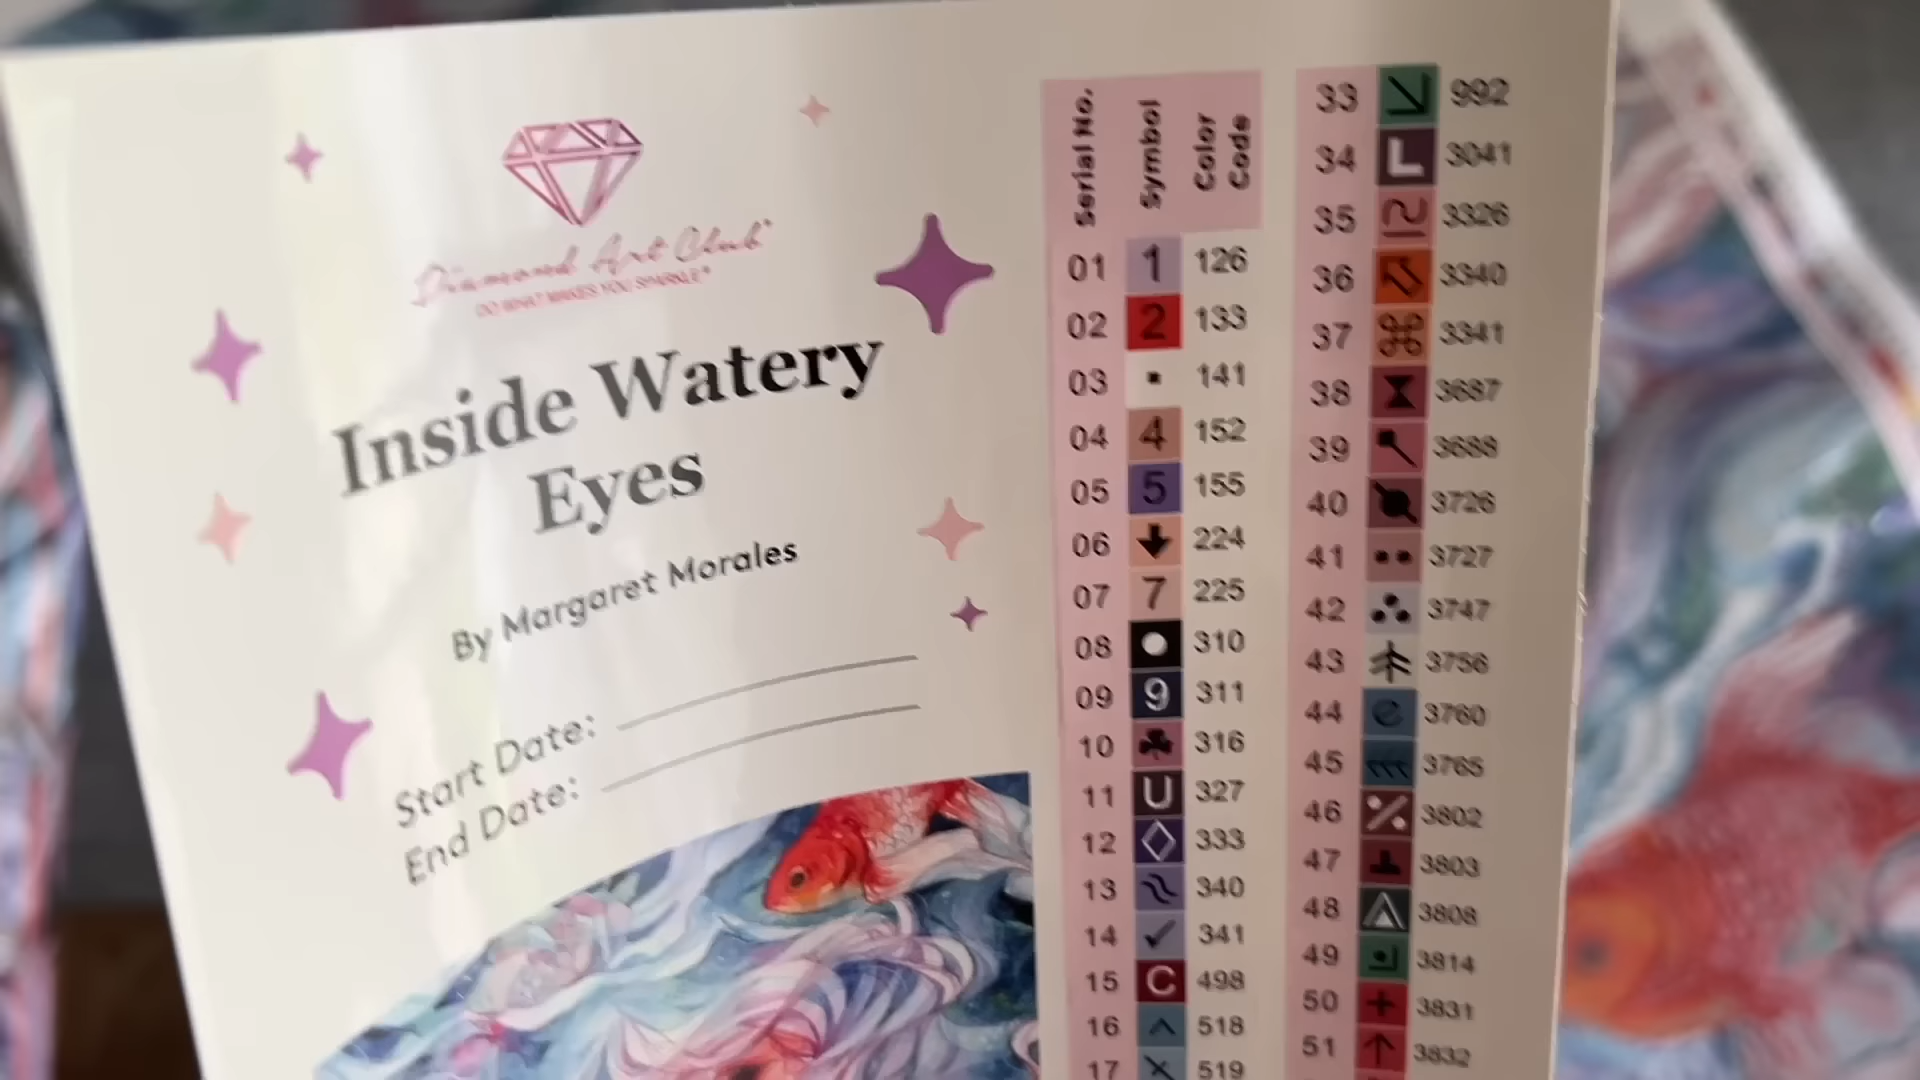 Diamond Art Club®
DO WHAT MAKES YOU SPARKLE®
Inside Watery
Eyes
By Margaret Morales
Start Date:
End Date:
Serial No. Symbol Color Code
01 1 126
02 2 133
03 141
04 4 152
05 5 155
06 224
07 7 225
08 310
09 9 311
10 316
11 U 327
12 333
13 340
14 ✓ 341
15 C 498
16 518
17 519
33 992
34 L 3041
35 3326
36 3340
37 ⌘ 3341
38 3687
39 3688
40 3726
41 3727
42 3747
43 3756
44 e 3760
45 3765
46 % 3802
47 3803
48 3808
49 3814
50 + 3831
51 ↑ 3832